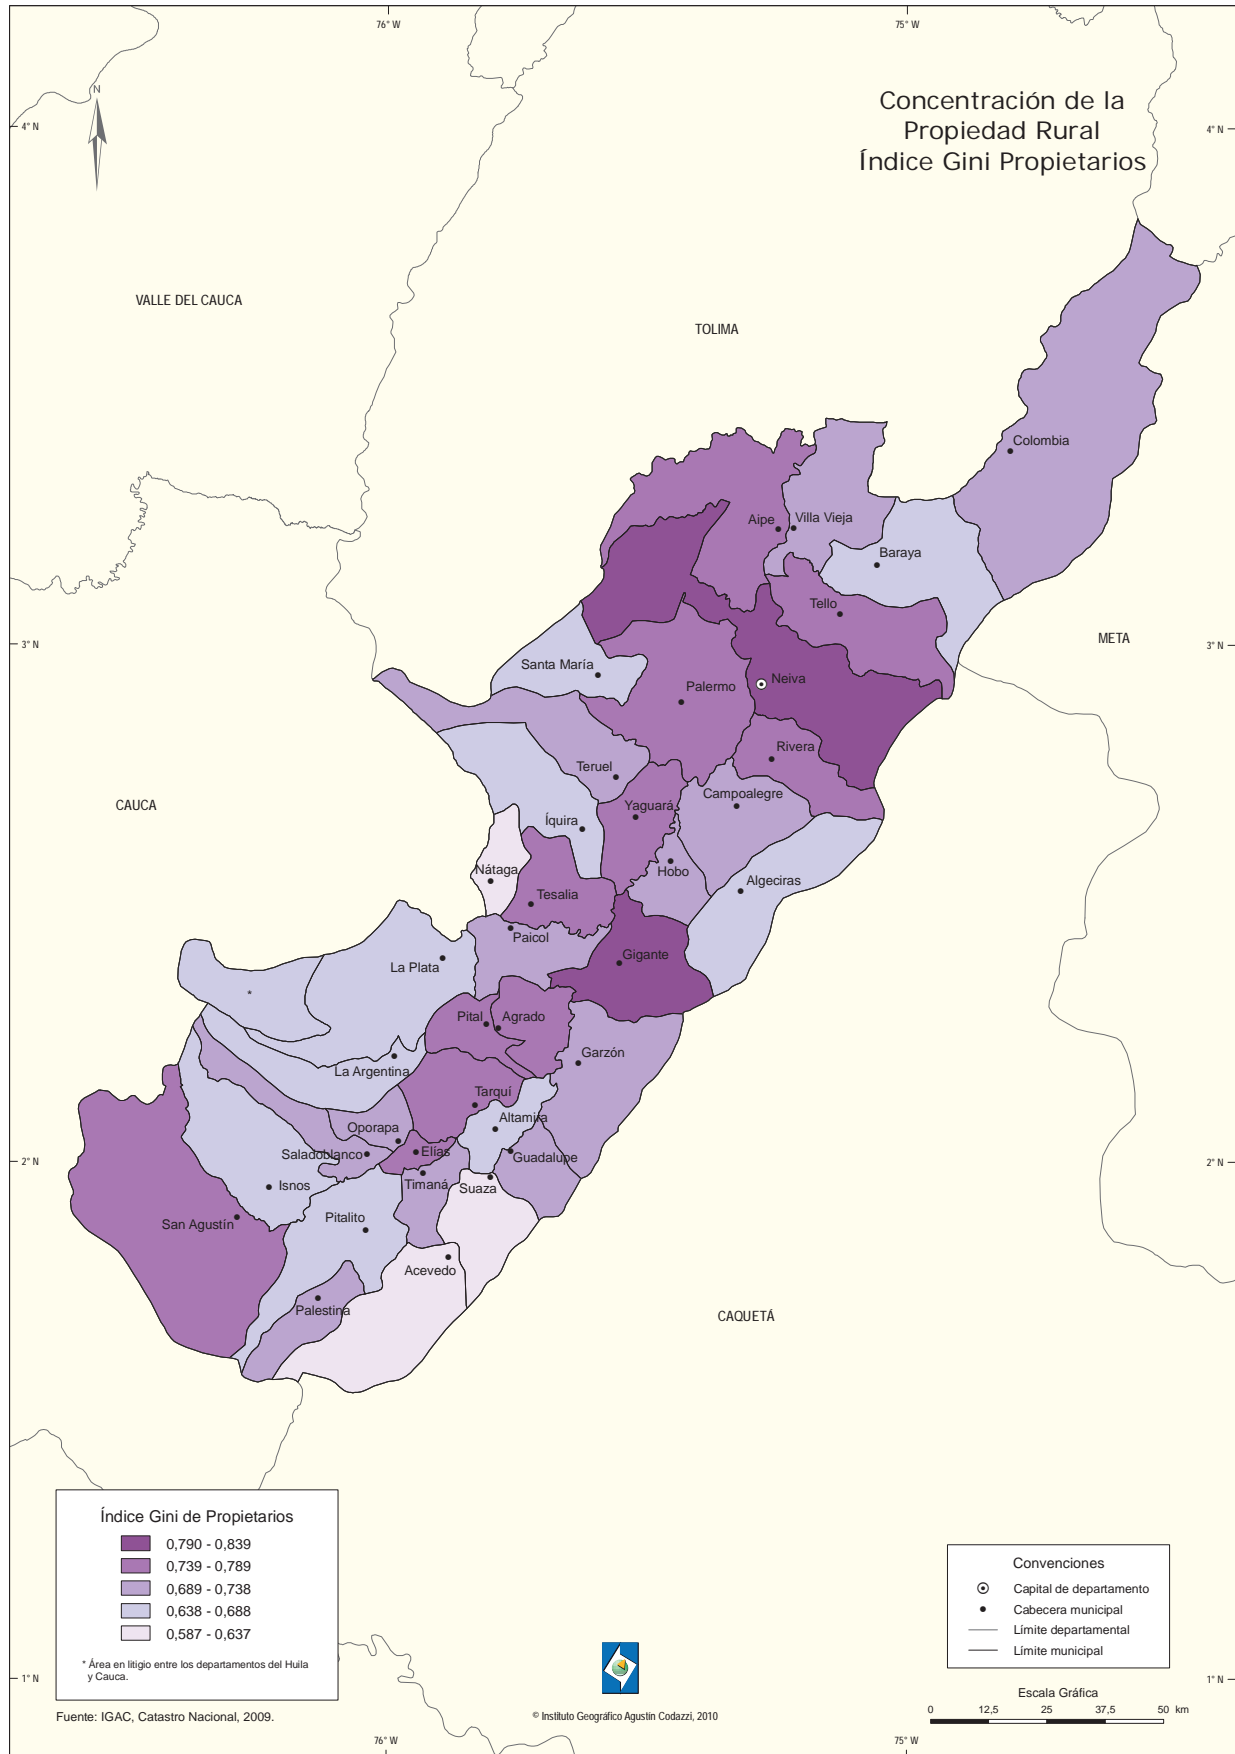 76° W
75° W
N
Concentración de la
Propiedad Rural
Índice Gini Propietarios
4° N
4° N
VALLE DEL CAUCA
TOLIMA
Colombia
Aipe
Villa Vieja
Baraya
Tello
3° N
META
3° N
Santa María
Neiva
Palermo
Rivera
Teruel
Campoalegre
CAUCA
Yaguará
Íquira
Nátaga
Hobo
Algeciras
Tesalia
Paicol
Gigante
La Plata
*
Pital
Agrado
Garzón
La Argentina
Tarquí
Altamira
Oporapa
Saladoblanco
Elías
Guadalupe
2° N
2° N
Timaná
Suaza
Isnos
San Agustín
Pitalito
Acevedo
Palestina
CAQUETÁ
Índice Gini de Propietarios
0,790 - 0,839
0,739 - 0,789
0,689 - 0,738
0,638 - 0,688
0,587 - 0,637
* Área en litigio entre los departamentos del Huila
y Cauca.
Convenciones
Capital de departamento
Cabecera municipal
Límite departamental
Límite municipal
1° N
1° N
Escala Gráfica
0 12,5 25 37,5 50 km
Fuente: IGAC, Catastro Nacional, 2009.
© Instituto Geográfico Agustín Codazzi, 2010
76° W
75° W